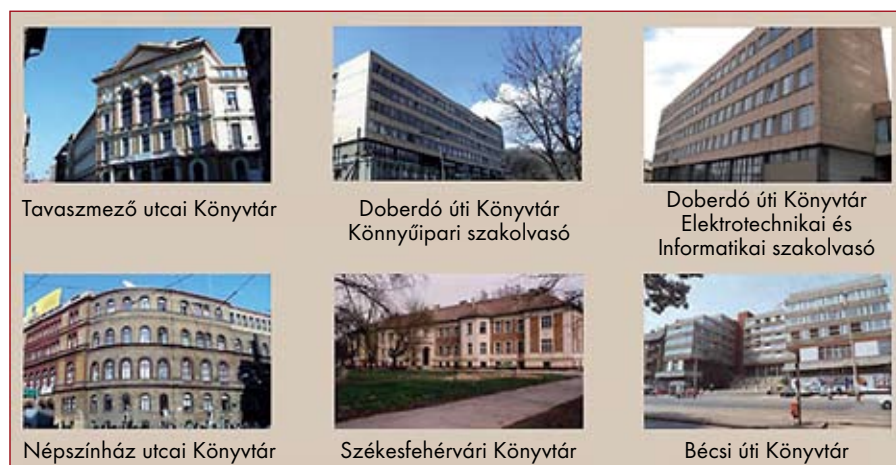 Tavaszmező utcai Könyvtár
Doberdó úti Könyvtár
Könnyűipari szakolvasó
Doberdó úti Könyvtár
Elektrotechnikai és
Informatikai szakolvasó
Népszínház utcai Könyvtár
Székesfehérvári Könyvtár
Bécsi úti Könyvtár